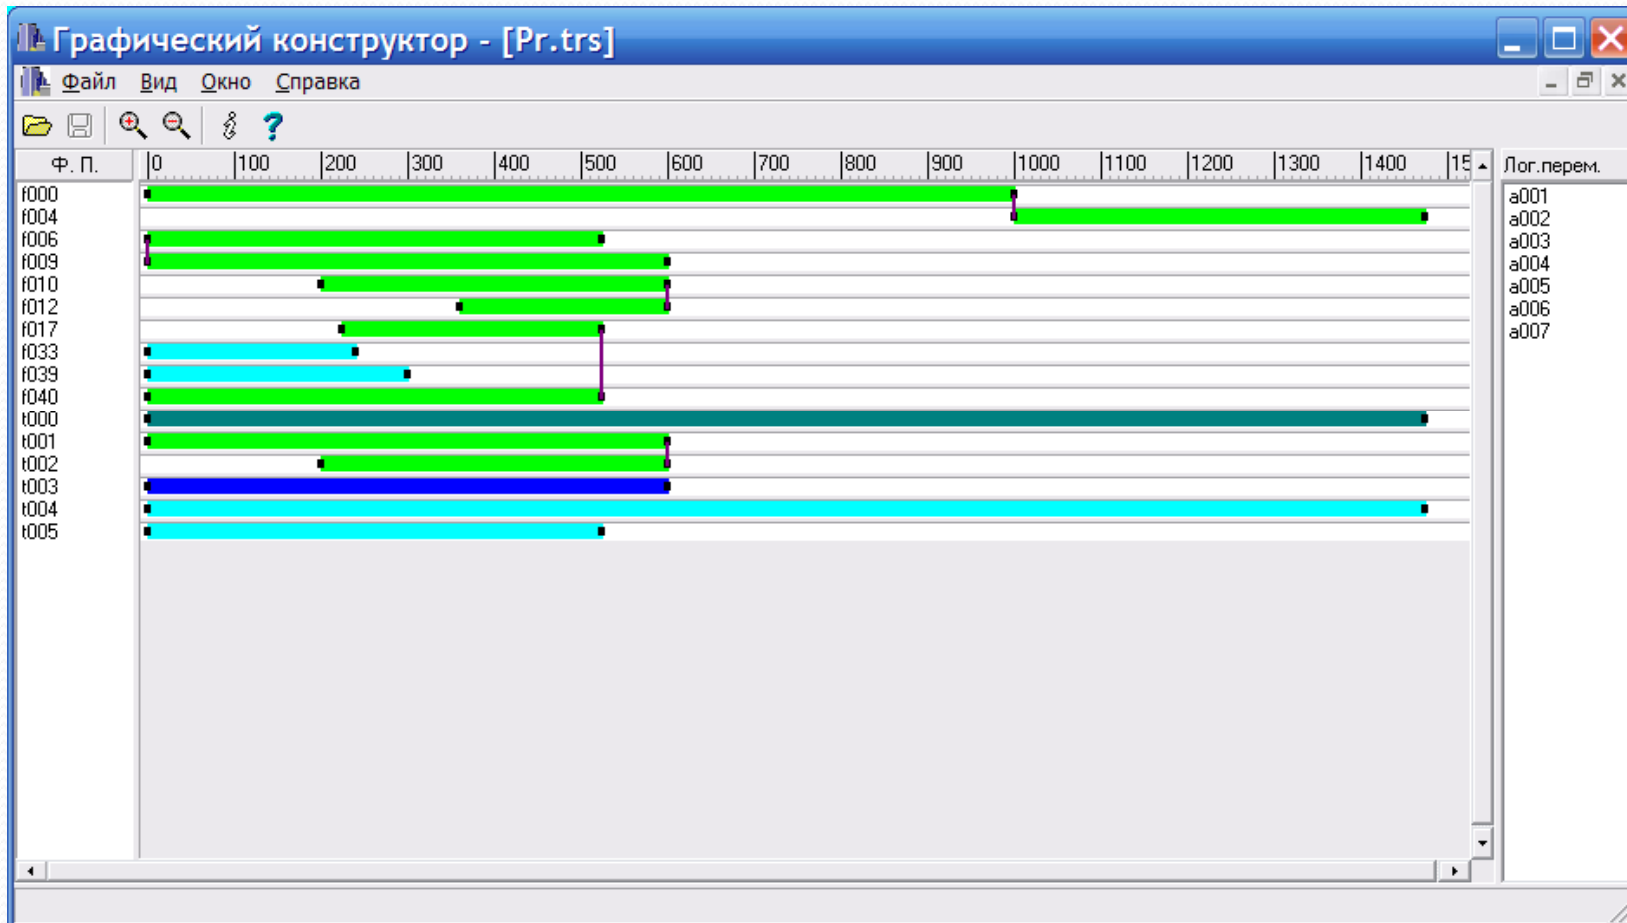 Графический конструктор - [Pr.trs]
Файл Вид Окно Справка
Ф. П. 0 100 200 300 400 500 600 700 800 900 1000 1100 1200 1300 1400 15 Лог.перем.
f000
f004
f006
f009
f010
f012
f017
f033
f039
f040
t000
t001
t002
t003
t004
t005
a001
a002
a003
a004
a005
a006
a007